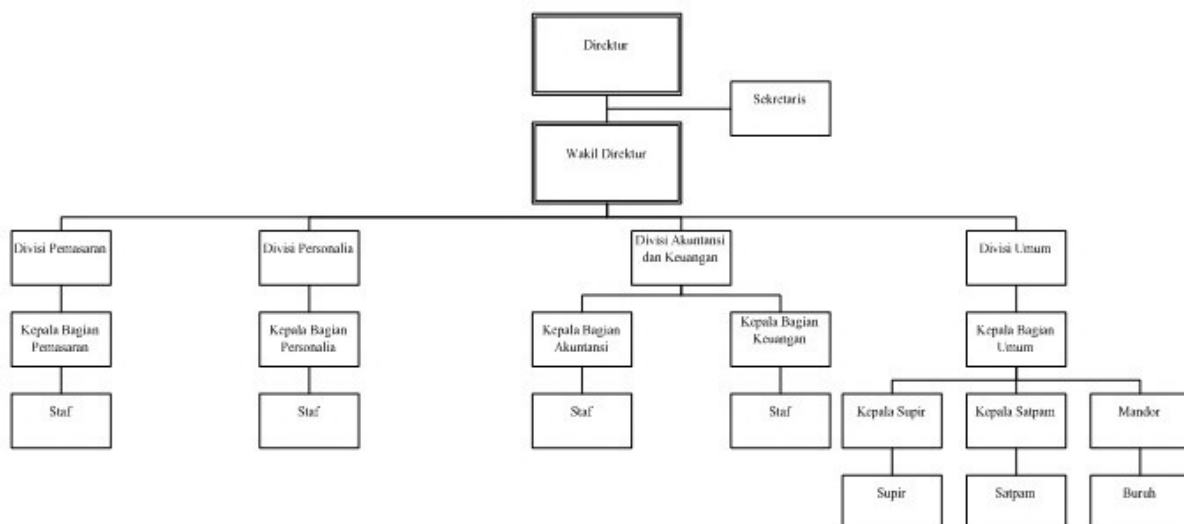 Direktur
Sekretaris
Wakil Direktur
Divisi Pemasaran
Divisi Personalia
Divisi Akuntansi
dan Keuangan
Divisi Umum
Kepala Bagian
Pemasaran
Kepala Bagian
Personalia
Kepala Bagian
Akuntansi
Kepala Bagian
Keuangan
Kepala Bagian
Umum
Staf
Staf
Staf
Staf
Kepala Supir
Kepala Satpam
Mandor
Supir
Satpam
Buruh